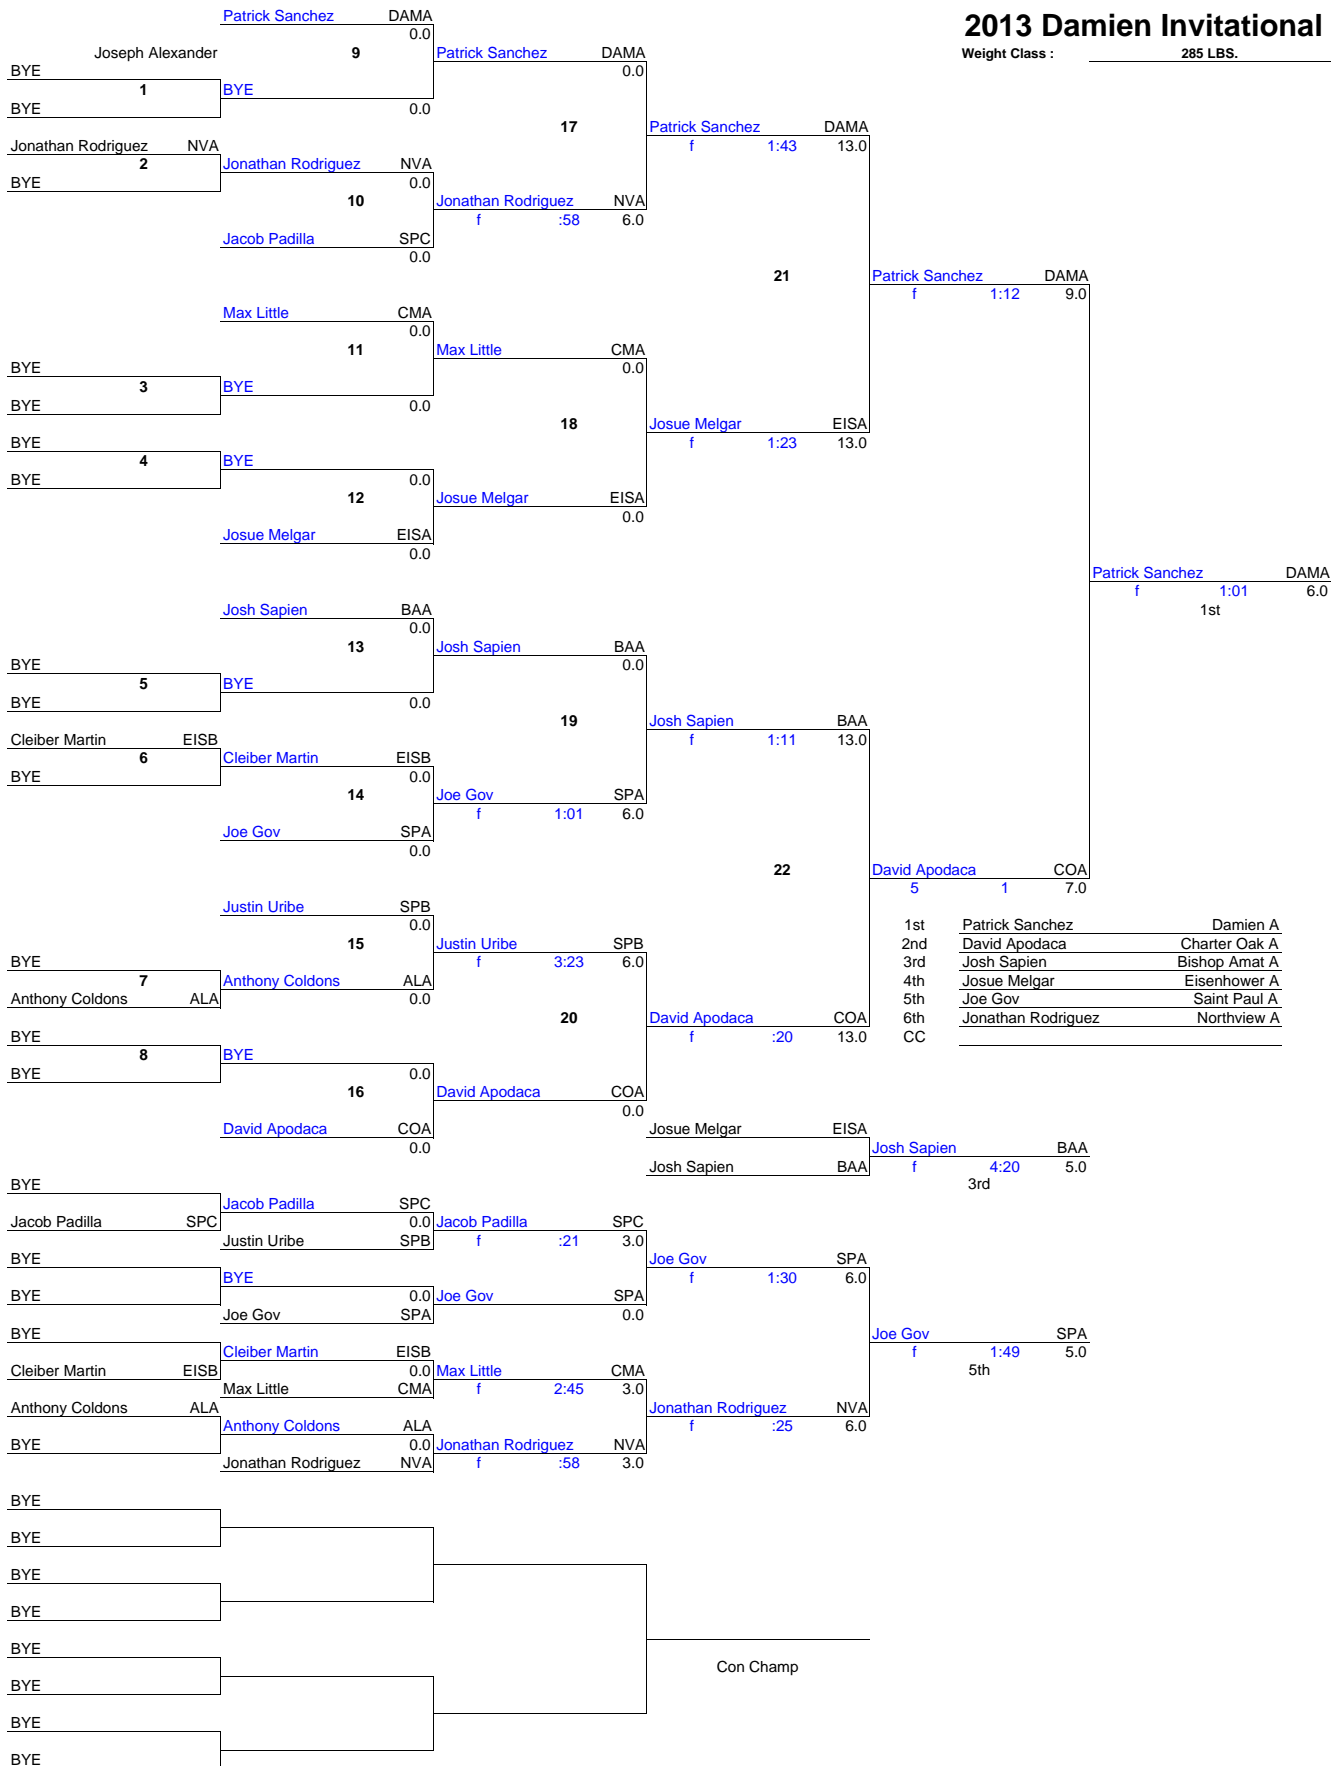 Patrick Sanchez DAMA
2013 Damien Invitational
0.0
Joseph Alexander 9 Patrick Sanchez DAMA
Weight Class : 285 LBS.
BYE 0.0
1 BYE
BYE 0.0
17 Patrick Sanchez DAMA
Jonathan Rodriguez NVA f 1:43 13.0
2 Jonathan Rodriguez NVA
BYE 0.0
10 Jonathan Rodriguez NVA
f :58 6.0
Jacob Padilla SPC
0.0
21 Patrick Sanchez DAMA
f 1:12 9.0
Max Little CMA
0.0
11 Max Little CMA
BYE 0.0
3 BYE
BYE 0.0
18 Josue Melgar EISA
BYE f 1:23 13.0
4 BYE
BYE 0.0
12 Josue Melgar EISA
0.0
Josue Melgar EISA
0.0
Patrick Sanchez DAMA
f 1:01 6.0
1st
Josh Sapien BAA
0.0
13 Josh Sapien BAA
BYE 0.0
5 BYE
BYE 0.0
19 Josh Sapien BAA
Cleiber Martin EISB f 1:11 13.0
6 Cleiber Martin EISB
BYE 0.0
14 Joe Gov SPA
f 1:01 6.0
Joe Gov SPA
0.0
22 David Apodaca COA
5 1 7.0
Justin Uribe SPB
0.0
1st Patrick Sanchez Damien A
15 Justin Uribe SPB
2nd David Apodaca Charter Oak A
BYE f 3:23 6.0
3rd Josh Sapien Bishop Amat A
7 Anthony Coldons ALA
4th Josue Melgar Eisenhower A
Anthony Coldons ALA 0.0
5th Joe Gov Saint Paul A
20 David Apodaca COA
6th Jonathan Rodriguez Northview A
BYE f :20 13.0
CC
8 BYE
BYE 0.0
16 David Apodaca COA
0.0
David Apodaca COA
Josue Melgar EISA
0.0
Josh Sapien BAA
Josh Sapien BAA
f 4:20 5.0
3rd
BYE
Jacob Padilla SPC
Jacob Padilla SPC 0.0 Jacob Padilla SPC
Justin Uribe SPB f :21 3.0
BYE Joe Gov SPA
BYE f 1:30 6.0
BYE 0.0 Joe Gov SPA
Joe Gov SPA 0.0
BYE Joe Gov SPA
Cleiber Martin EISB f 1:49 5.0
Cleiber Martin EISB 0.0 Max Little CMA 5th
Max Little CMA f 2:45 3.0
Anthony Coldons ALA Jonathan Rodriguez NVA
Anthony Coldons ALA f :25 6.0
BYE 0.0 Jonathan Rodriguez NVA
Jonathan Rodriguez NVA f :58 3.0
BYE
BYE
BYE
BYE
BYE
Con Champ
BYE
BYE
BYE